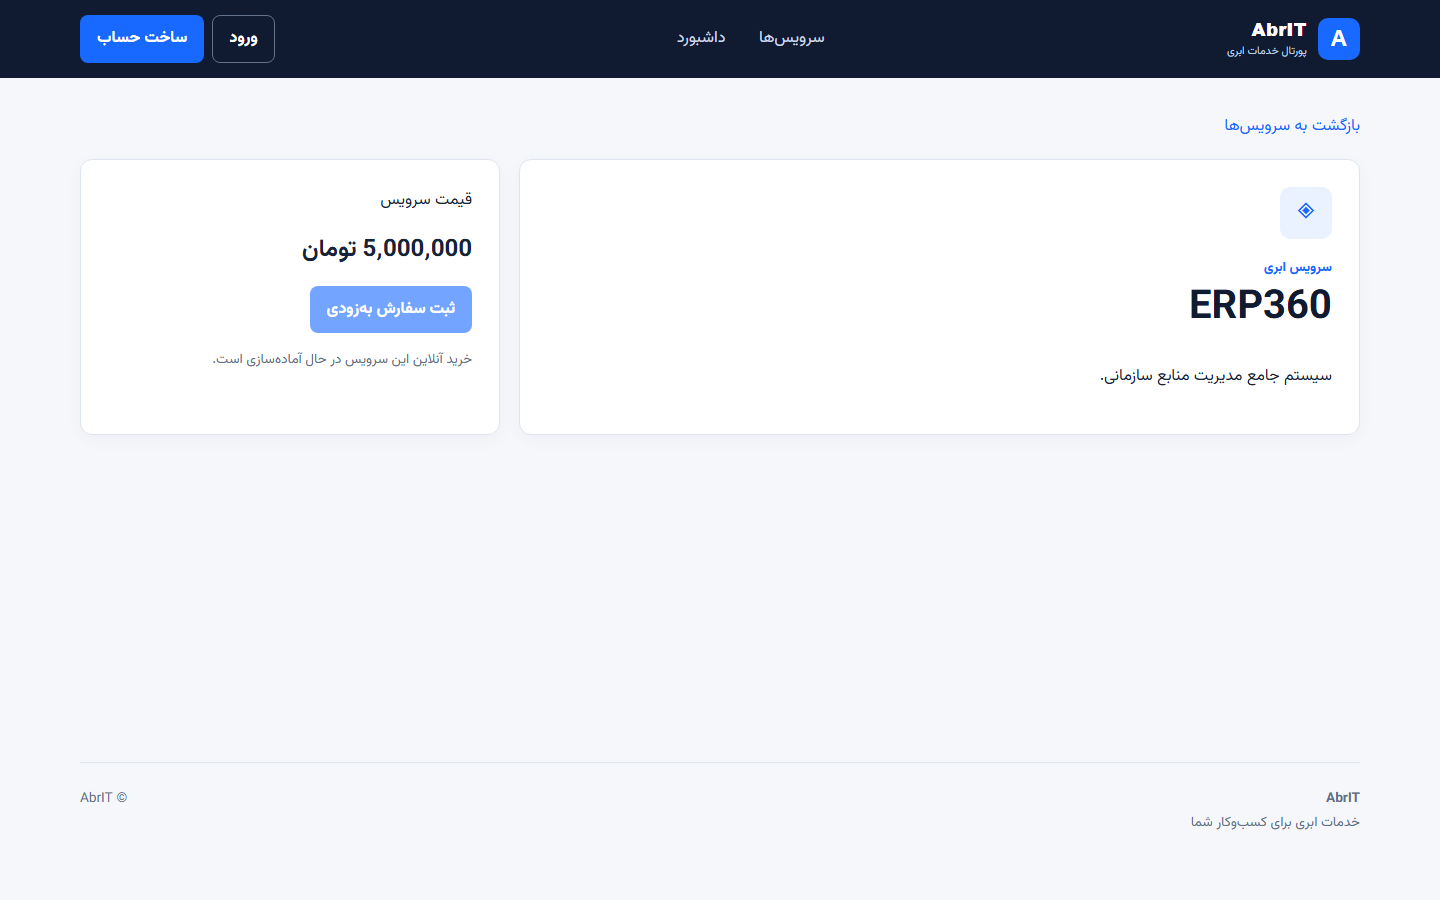 A
AbrIT
پورتال خدمات ابری
سرویس‌ها
داشبورد
ورود
ساخت حساب
بازگشت به سرویس‌ها
سرویس ابری
ERP360
سیستم جامع مدیریت منابع سازمانی.
قیمت سرویس
5,000,000 تومان
ثبت سفارش به‌زودی
خرید آنلاین این سرویس در حال آماده‌سازی است.
AbrIT
خدمات ابری برای کسب‌وکار شما
© AbrIT